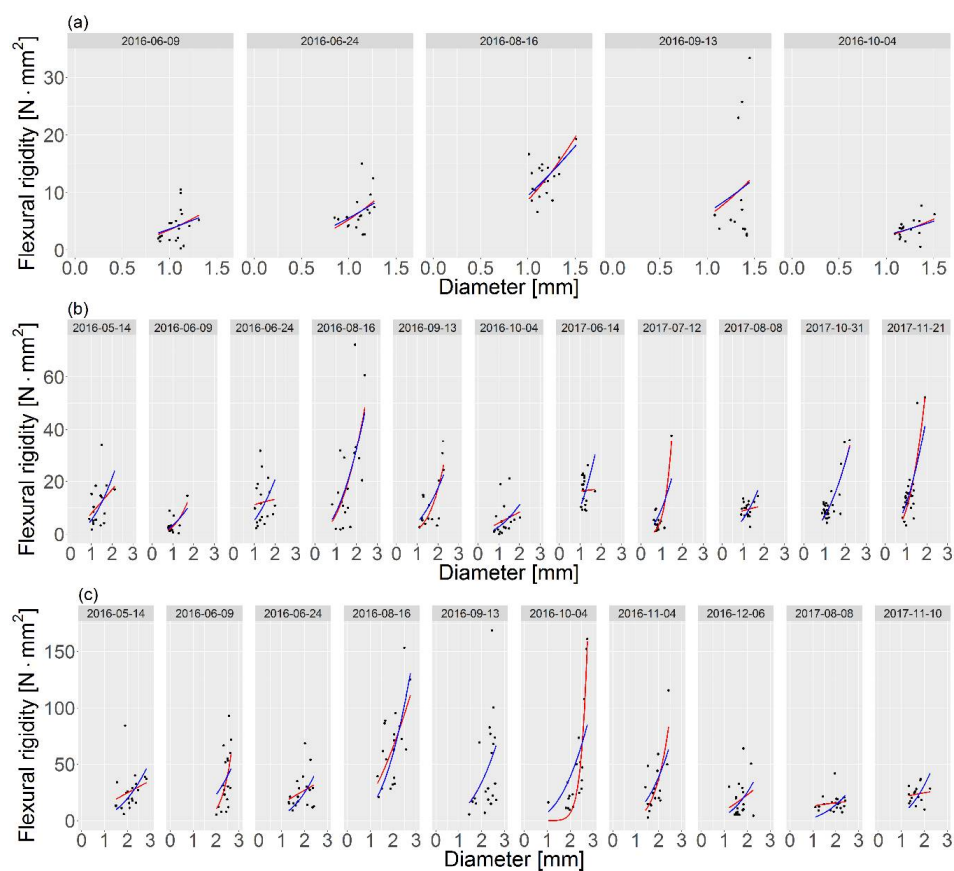 (a)
2016-06-09 2016-06-24 2016-08-16 2016-09-13 2016-10-04
Flexural rigidity [N · mm²]
30
20
10
0
0.0 0.5 1.0 1.5 0.0 0.5 1.0 1.5 0.0 0.5 1.0 1.5 0.0 0.5 1.0 1.5 0.0 0.5 1.0 1.5
Diameter [mm]
(b)
2016-05-14 2016-06-09 2016-06-24 2016-08-16 2016-09-13 2016-10-04 2017-06-14 2017-07-12 2017-08-08 2017-10-31 2017-11-21
Flexural rigidity [N · mm²]
60
40
20
0
0 1 2 3 0 1 2 3 0 1 2 3 0 1 2 3 0 1 2 3 0 1 2 3 0 1 2 3 0 1 2 3 0 1 2 3 0 1 2 3 0 1 2 3
Diameter [mm]
(c)
2016-05-14 2016-06-09 2016-06-24 2016-08-16 2016-09-13 2016-10-04 2016-11-04 2016-12-06 2017-08-08 2017-11-10
Flexural rigidity [N · mm²]
150
100
50
0
0 1 2 3 0 1 2 3 0 1 2 3 0 1 2 3 0 1 2 3 0 1 2 3 0 1 2 3 0 1 2 3 0 1 2 3 0 1 2 3
Diameter [mm]